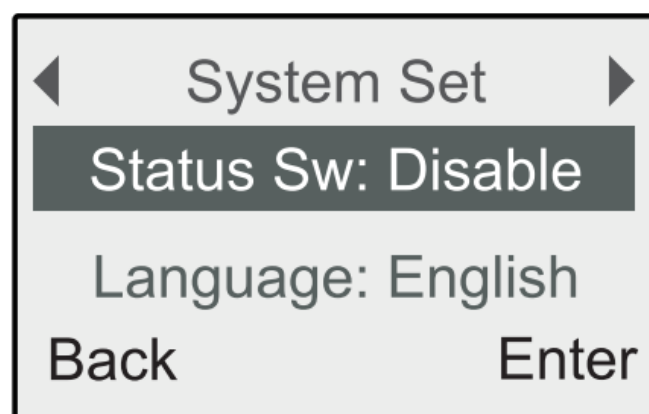 System Set
Status Sw: Disable
Language: English
Back Enter